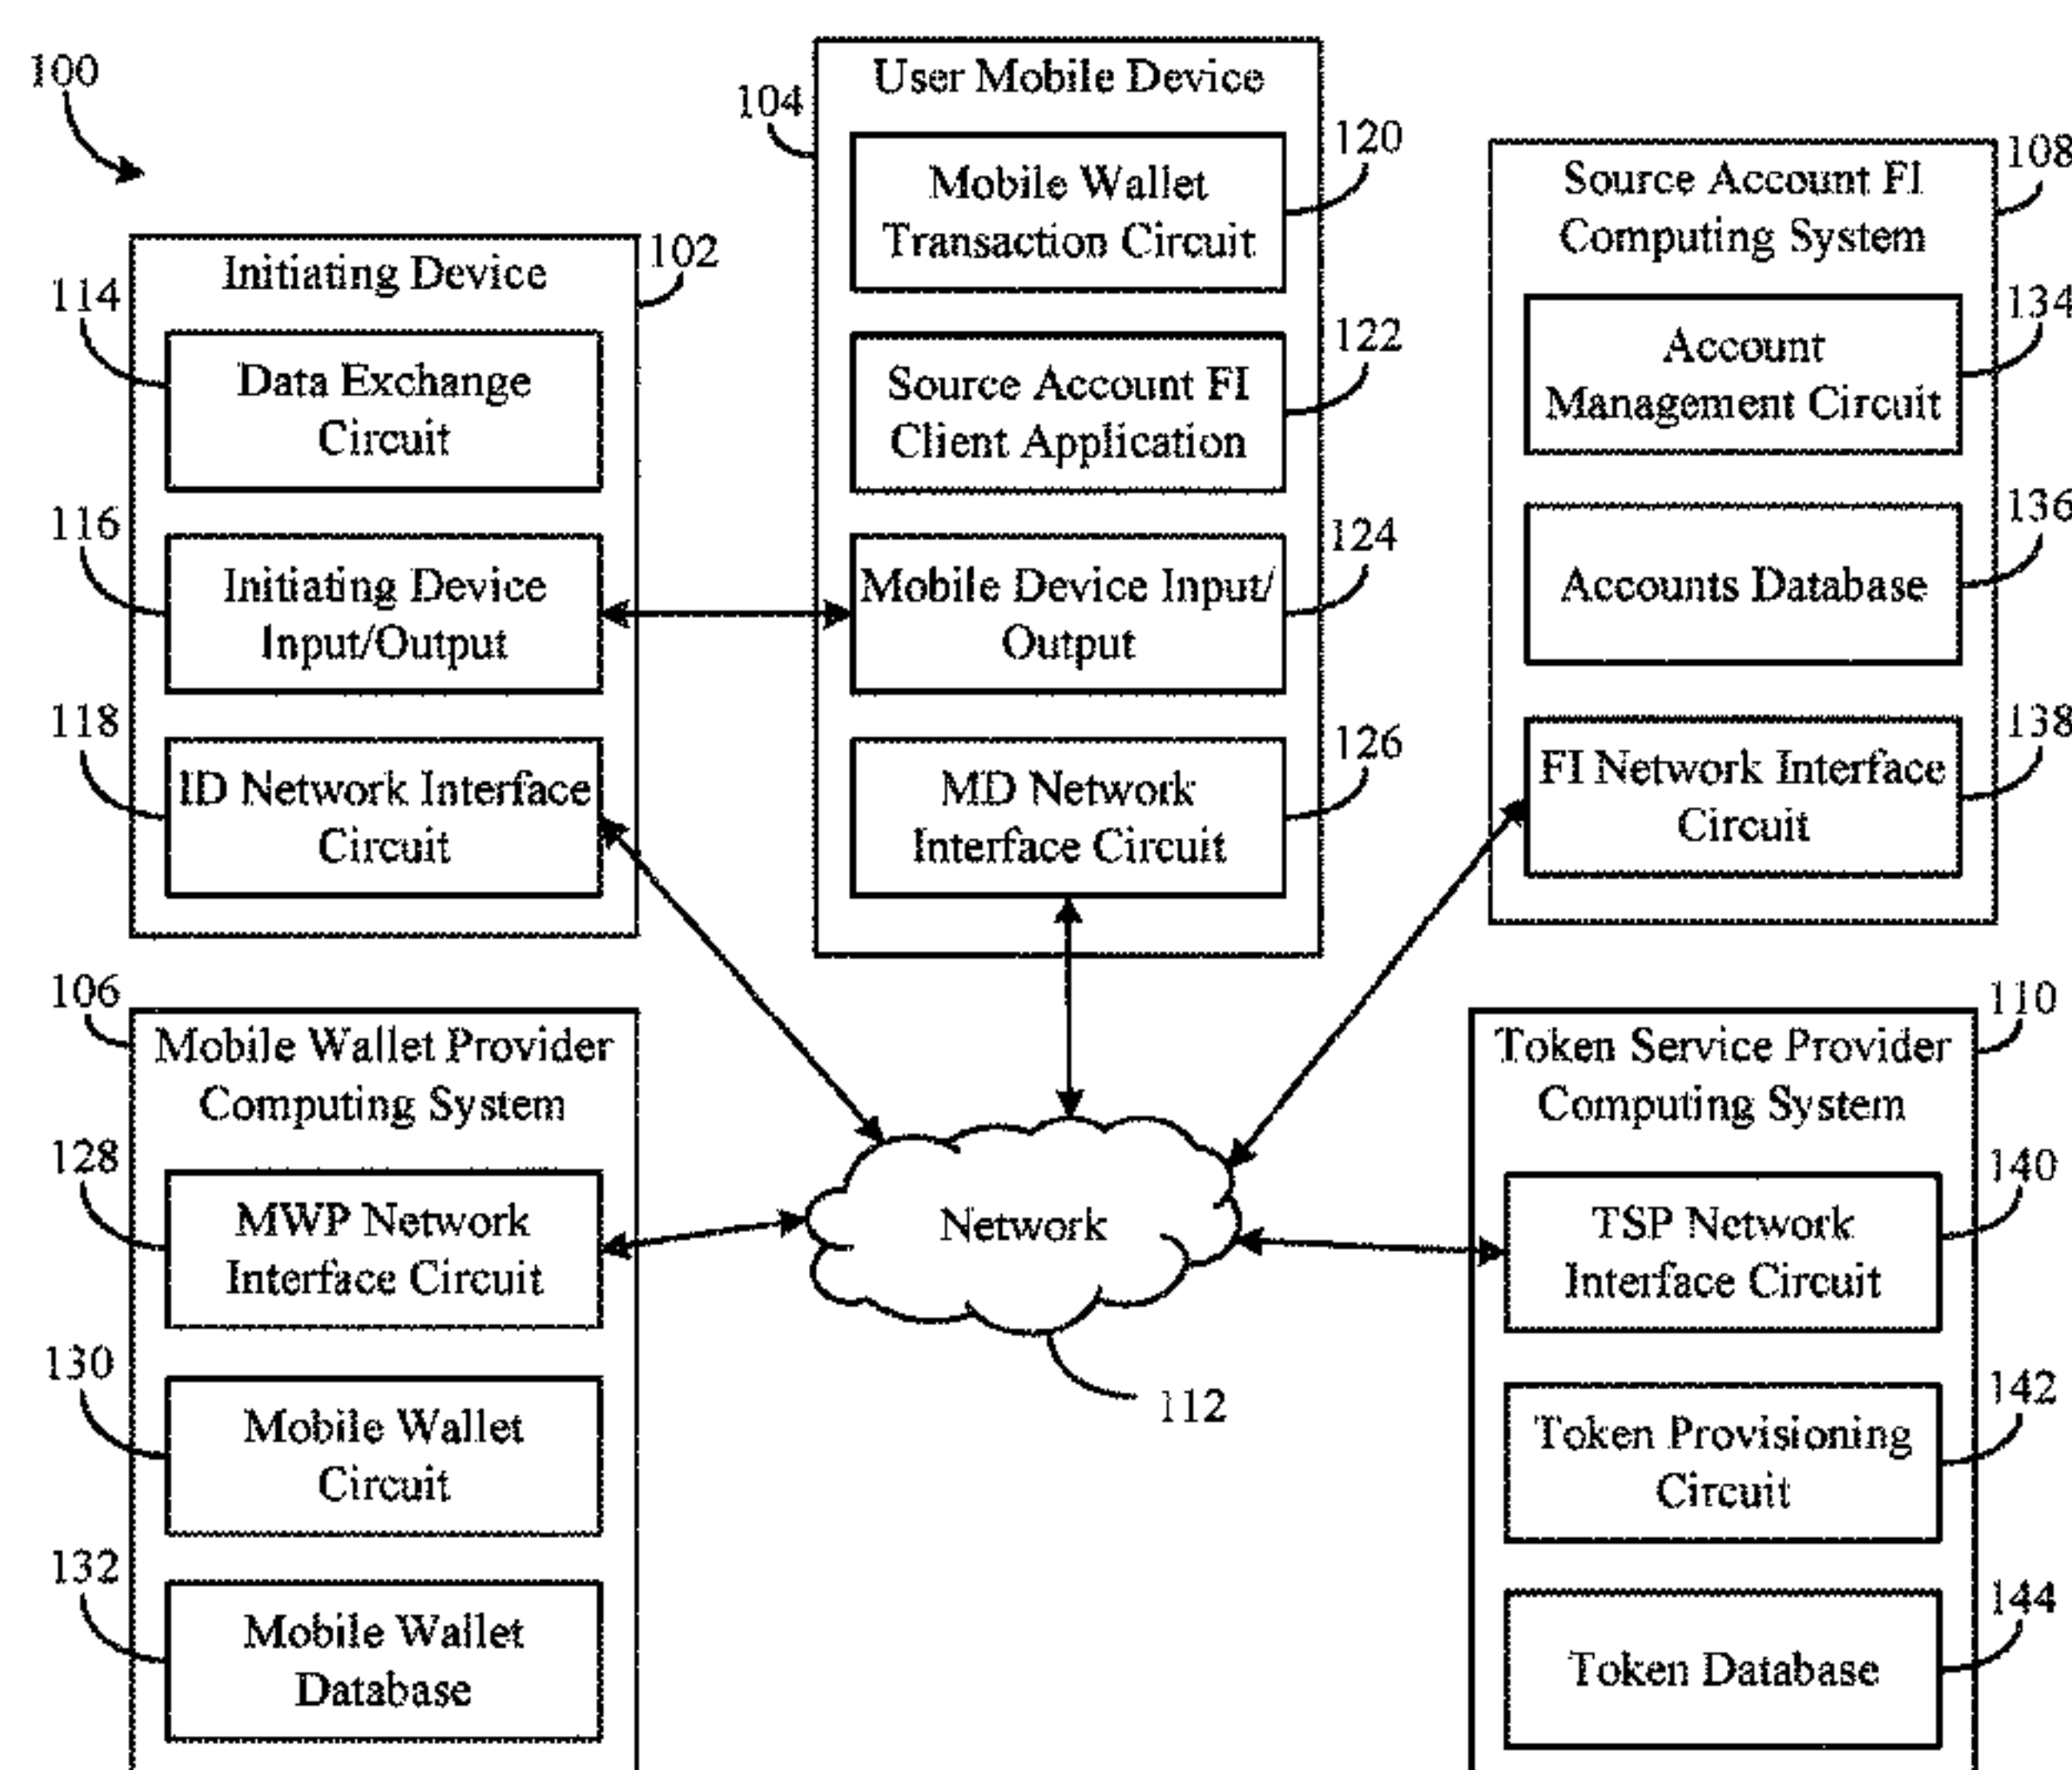 100
102
Initiating Device
114
Data Exchange
Circuit
116
Initiating Device
Input/Output
118
ID Network Interface
Circuit
104
User Mobile Device
120
Mobile Wallet
Transaction Circuit
122
Source Account FI
Client Application
124
Mobile Device Input/
Output
126
MD Network
Interface Circuit
108
Source Account FI
Computing System
134
Account
Management Circuit
136
Accounts Database
138
FI Network Interface
Circuit
106
Mobile Wallet Provider
Computing System
128
MWP Network
Interface Circuit
130
Mobile Wallet
Circuit
132
Mobile Wallet
Database
Network
112
110
Token Service Provider
Computing System
140
TSP Network
Interface Circuit
142
Token Provisioning
Circuit
144
Token Database